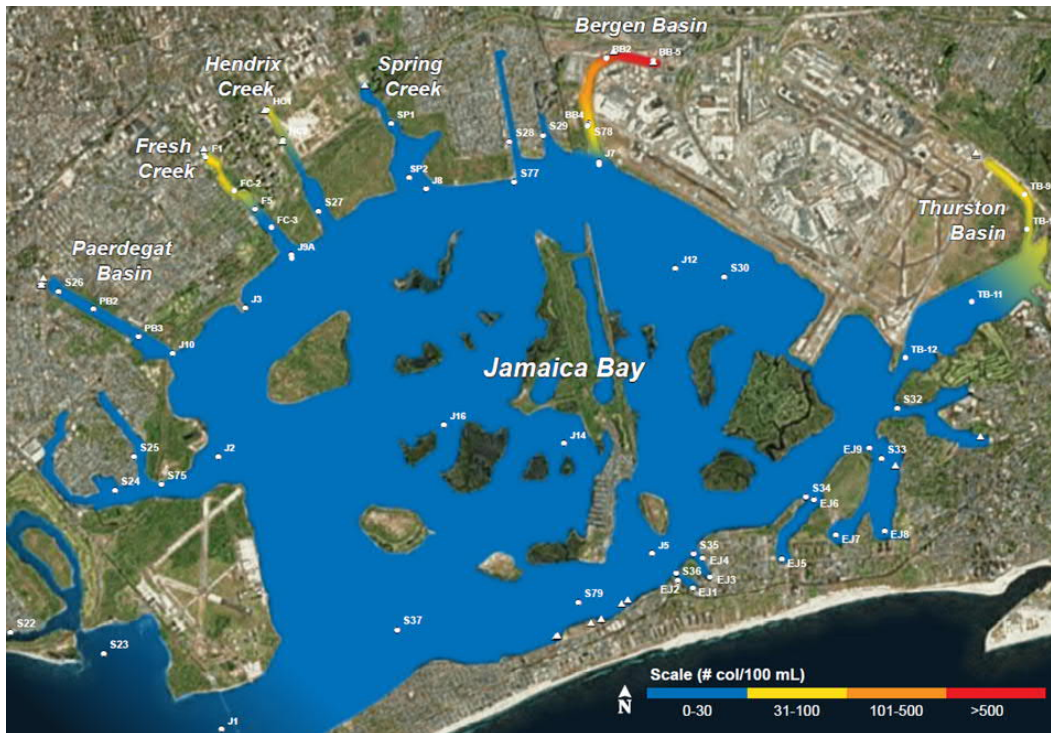 Bergen Basin
BB2
BB-5
Hendrix
Creek
Spring
Creek
HC1
SP1
BB4
S78
S28
S29
Fresh
Creek
F1
J7
SP2
J8
S77
FC-2
F5
FC-3
S27
TB-9
Thurston
Basin
Paerdegat
Basin
J9A
J12
S30
S26
PB2
J3
TB-11
PB3
J10
TB-12
Jamaica Bay
S32
J16
J14
S25
J2
EJ9
S33
S24
S75
S34
EJ6
EJ7
EJ8
J5
S35
EJ4
EJ5
S36
EJ3
EJ2
EJ1
S79
S22
S37
S23
J1
Scale (# col/100 mL)
N
0-30
31-100
101-500
>500